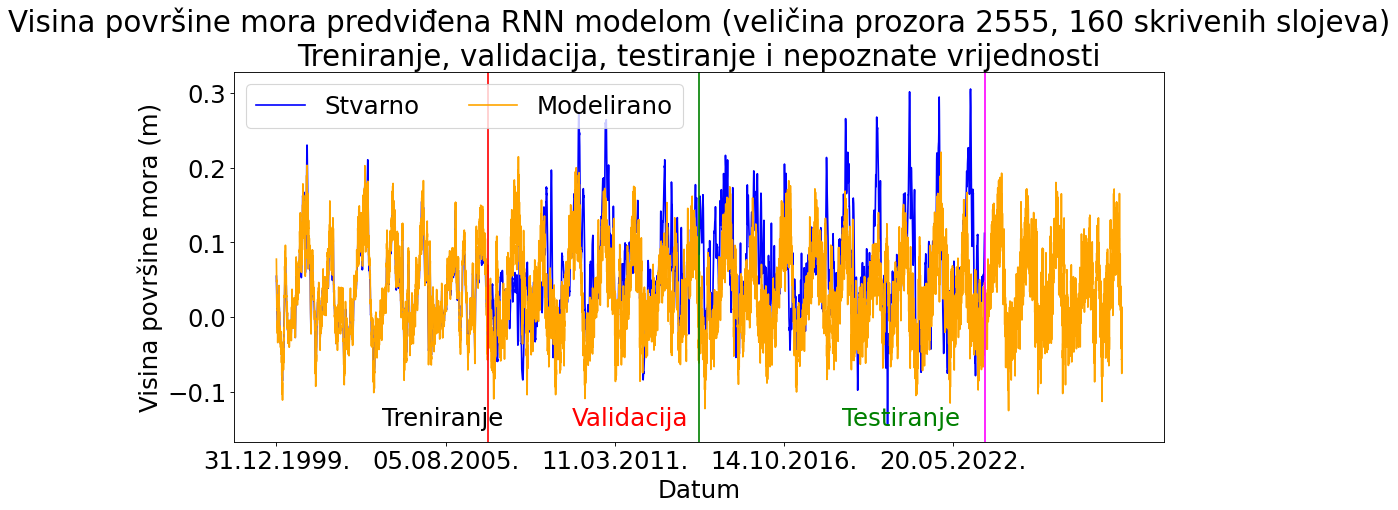 Visina površine mora predviđena RNN modelom (veličina prozora 2555, 160 skrivenih slojeva)
Treniranje, validacija, testiranje i nepoznate vrijednosti
Stvarno
Modelirano
Visina površine mora (m)
0.3
0.2
0.1
0.0
−0.1
Treniranje
Validacija
Testiranje
31.12.1999.
05.08.2005.
11.03.2011.
14.10.2016.
20.05.2022.
Datum